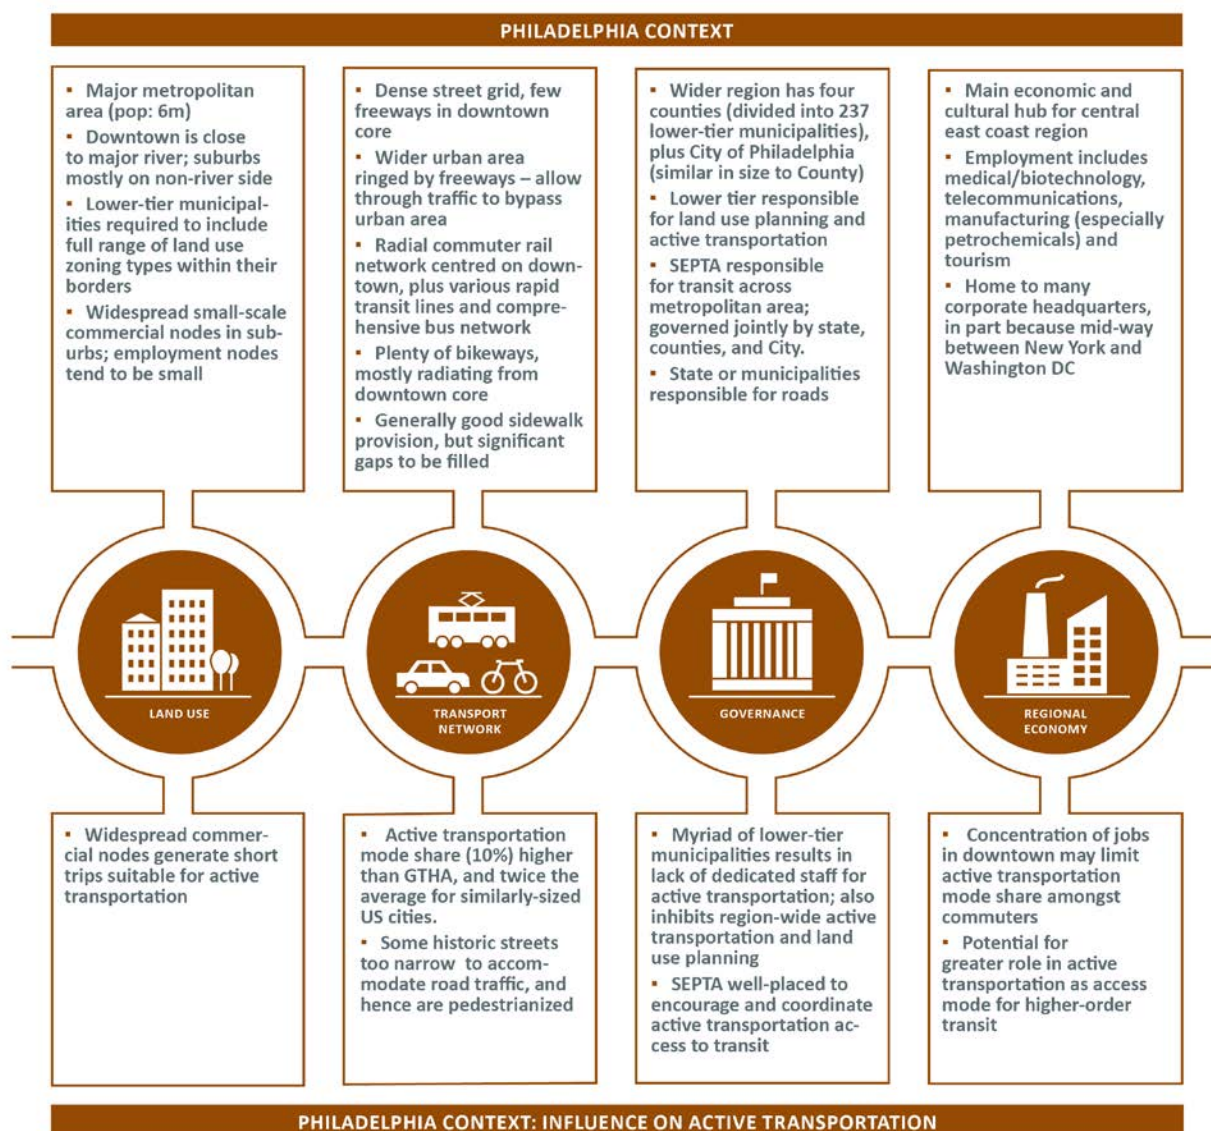 PHILADELPHIA CONTEXT
▪ Major metropolitan
area (pop: 6m)
▪ Downtown is close
to major river; suburbs
mostly on non-river side
▪ Lower-tier municipal-
ities required to include
full range of land use
zoning types within their
borders
▪ Widespread small-scale
commercial nodes in sub-
urbs; employment nodes
tend to be small
▪ Dense street grid, few
freeways in downtown
core
▪ Wider urban area
ringed by freeways – allow
through traffic to bypass
urban area
▪ Radial commuter rail
network centred on down-
town, plus various rapid
transit lines and compre-
hensive bus network
▪ Plenty of bikeways,
mostly radiating from
downtown core
▪ Generally good sidewalk
provision, but significant
gaps to be filled
▪ Wider region has four
counties (divided into 237
lower-tier municipalities),
plus City of Philadelphia
(similar in size to County)
▪ Lower tier responsible
for land use planning and
active transportation
▪ SEPTA responsible
for transit across
metropolitan area;
governed jointly by state,
counties, and City.
▪ State or municipalities
responsible for roads
▪ Main economic and
cultural hub for central
east coast region
▪ Employment includes
medical/biotechnology,
telecommunications,
manufacturing (especially
petrochemicals) and
tourism
▪ Home to many
corporate headquarters,
in part because mid-way
between New York and
Washington DC
LAND USE
TRANSPORT
NETWORK
GOVERNANCE
REGIONAL
ECONOMY
▪ Widespread commer-
cial nodes generate short
trips suitable for active
transportation
▪ Active transportation
mode share (10%) higher
than GTHA, and twice the
average for similarly-sized
US cities.
▪ Some historic streets
too narrow to accom-
modate road traffic, and
hence are pedestrianized
▪ Myriad of lower-tier
municipalities results in
lack of dedicated staff for
active transportation; also
inhibits region-wide active
transportation and land
use planning
▪ SEPTA well-placed to
encourage and coordinate
active transportation ac-
cess to transit
▪ Concentration of jobs
in downtown may limit
active transportation
mode share amongst
commuters
▪ Potential for
greater role in active
transportation as access
mode for higher-order
transit
PHILADELPHIA CONTEXT: INFLUENCE ON ACTIVE TRANSPORTATION